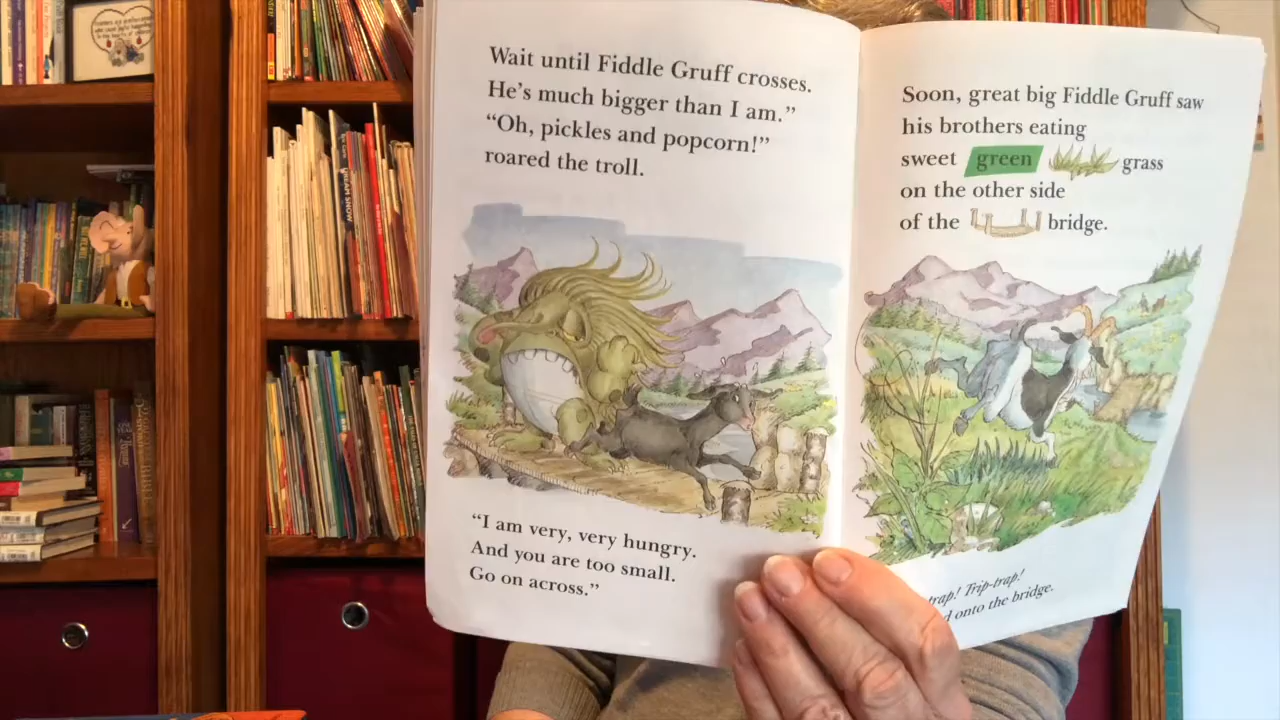 Wait until Fiddle Gruff crosses.
He's much bigger than I am."
"Oh, pickles and popcorn!"
roared the troll.
"I am very, very hungry.
And you are too small.
Go on across."
Soon, great big Fiddle Gruff saw
his brothers eating
sweet green grass
on the other side
of the bridge.
trap! Trip-trap!
onto the bridge.